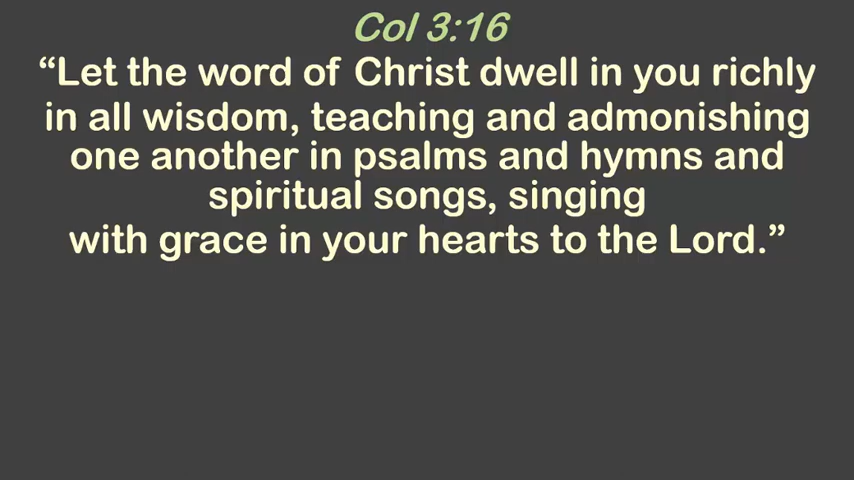 Col 3:16
“Let the word of Christ dwell in you richly
in all wisdom, teaching and admonishing
one another in psalms and hymns and
spiritual songs, singing
with grace in your hearts to the Lord.”